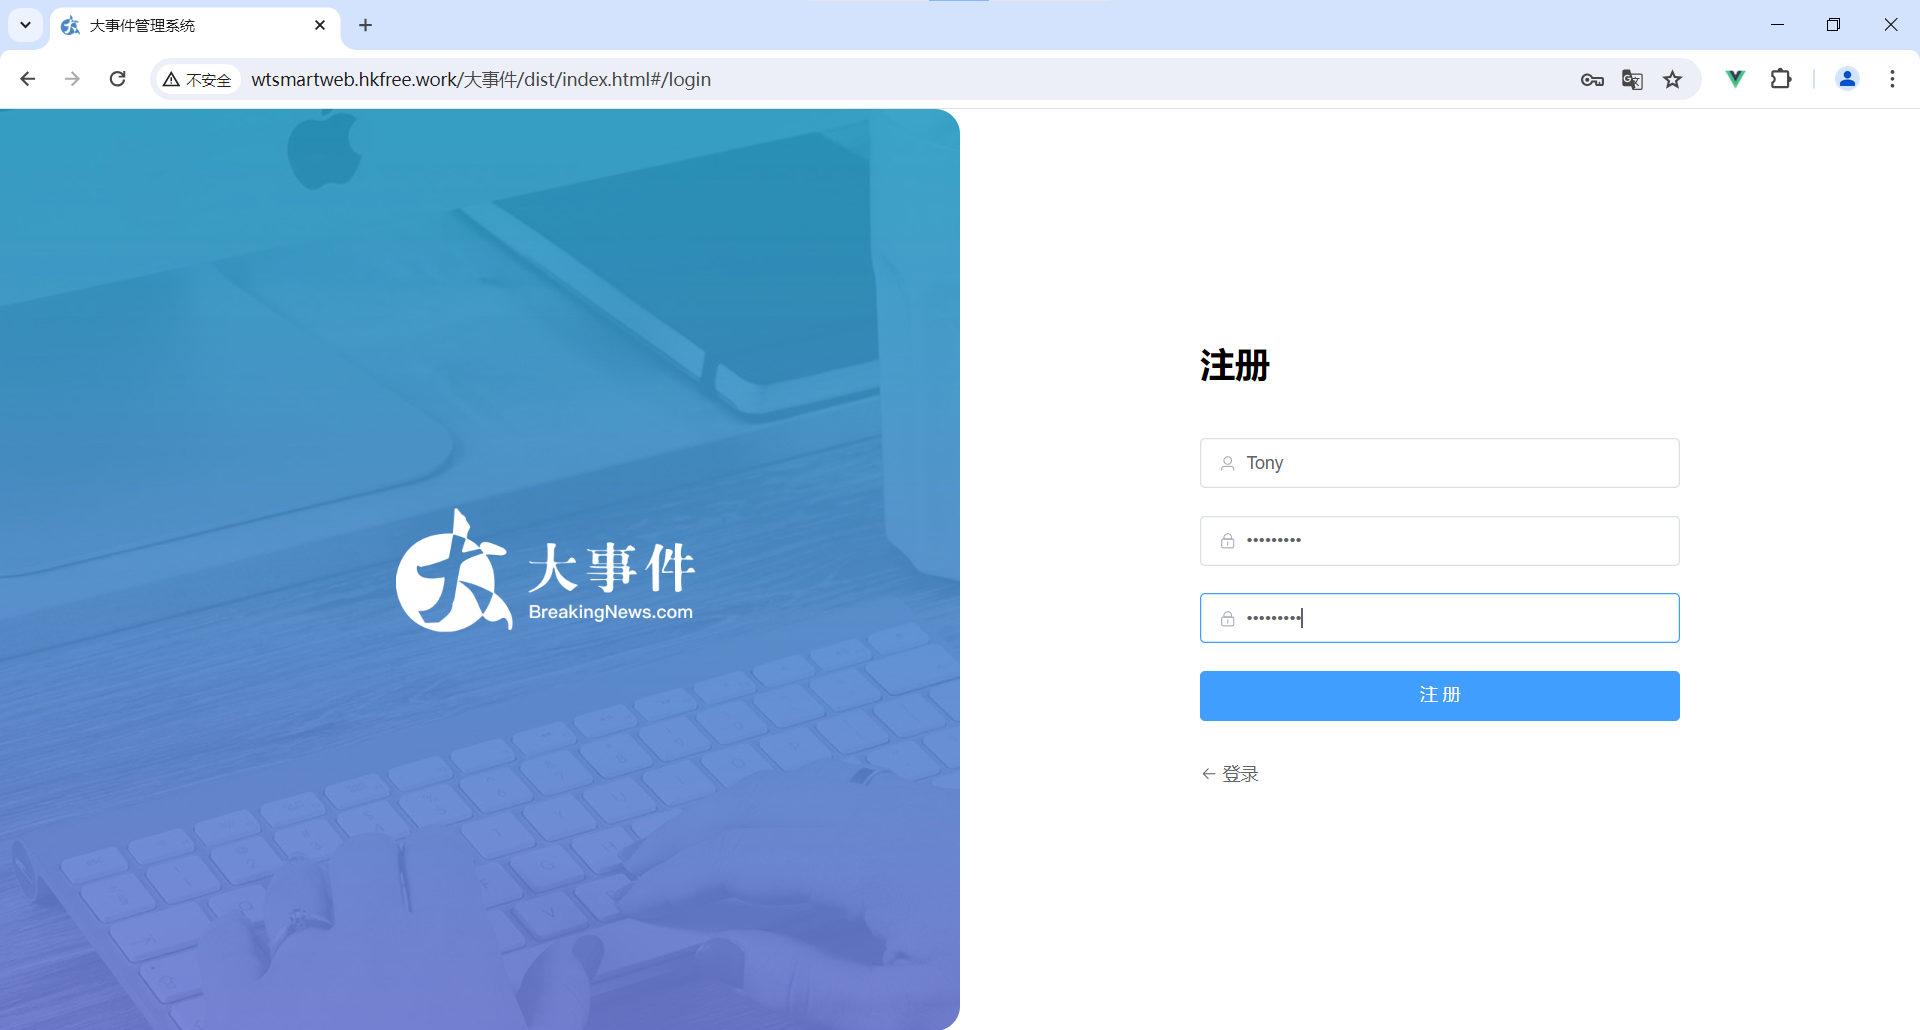 大事件管理系统
不安全
wtsmartweb.hkfree.work/大事件/dist/index.html#/login
大事件
BreakingNews.com
注册
Tony
•••••••••
•••••••••
注 册
登录